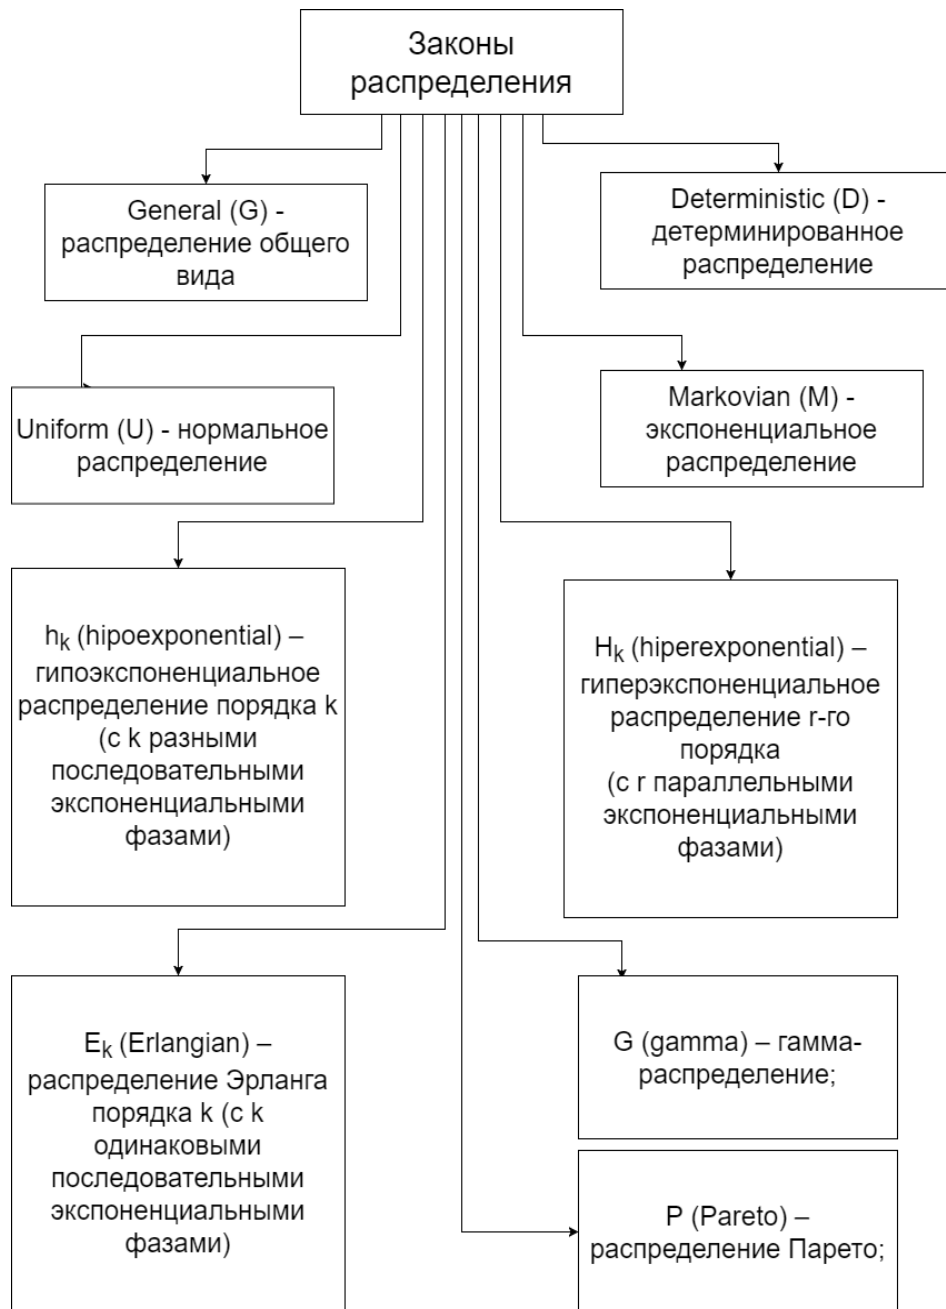 Законы
распределения
General (G) -
распределение общего
вида
Deterministic (D) -
детерминированное
распределение
Uniform (U) - нормальное
распределение
Markovian (M) -
экспоненциальное
распределение
hk (hipoexponential) –
гипоэкспоненциальное
распределение порядка k
(с k разными
последовательными
экспоненциальными
фазами)
Hk (hiperexponential) –
гиперэкспоненциальное
распределение r-го
порядка
(с r параллельными
экспоненциальными
фазами)
Ek (Erlangian) –
распределение Эрланга
порядка k (с k
одинаковыми
последовательными
экспоненциальными
фазами)
G (gamma) – гамма-
распределение;
P (Pareto) –
распределение Парето;